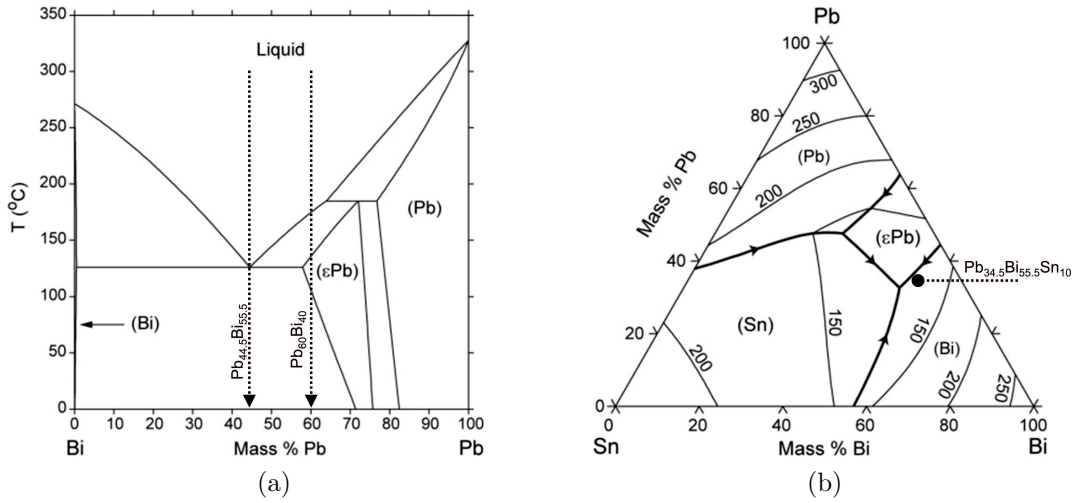 350
300
250
200
150
100
50
0
T (°C)
Liquid
(Pb)
(εPb)
(Bi)
Pb44.5Bi55.5
Pb60Bi40
0 10 20 30 40 50 60 70 80 90 100
Bi Mass % Pb Pb
(a)
Pb
100
80
60
40
20
0
Mass % Pb
300
250
(Pb)
200
(εPb)
Pb34.5Bi55.5Sn10
(Sn)
150
150
(Bi)
200
200
250
0 20 40 60 80 100
Sn Mass % Bi Bi
(b)